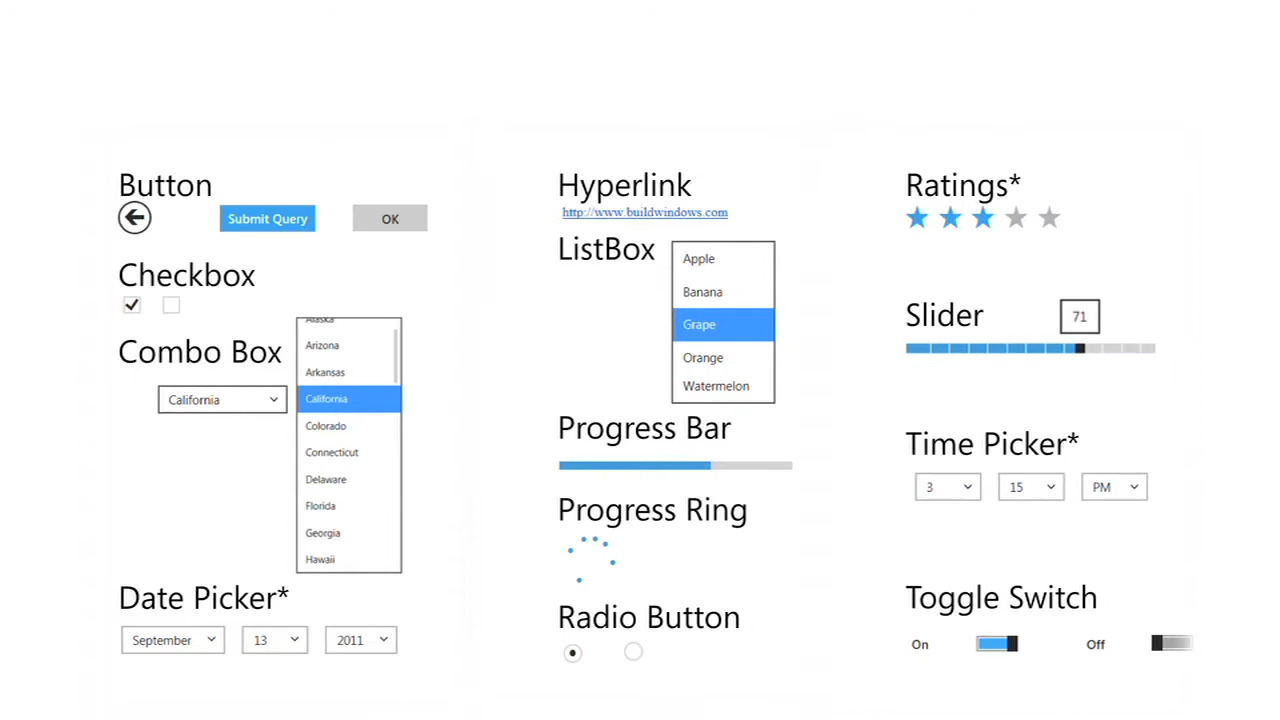 Button
Submit Query
OK
Checkbox
Combo Box
California
Alaska
Arizona
Arkansas
California
Colorado
Connecticut
Delaware
Florida
Georgia
Hawaii
Date Picker*
September 13 2011
Hyperlink
http://www.buildwindows.com
ListBox
Apple
Banana
Grape
Orange
Watermelon
Progress Bar
Progress Ring
Radio Button
Ratings*
Slider
71
Time Picker*
3 15 PM
Toggle Switch
On Off